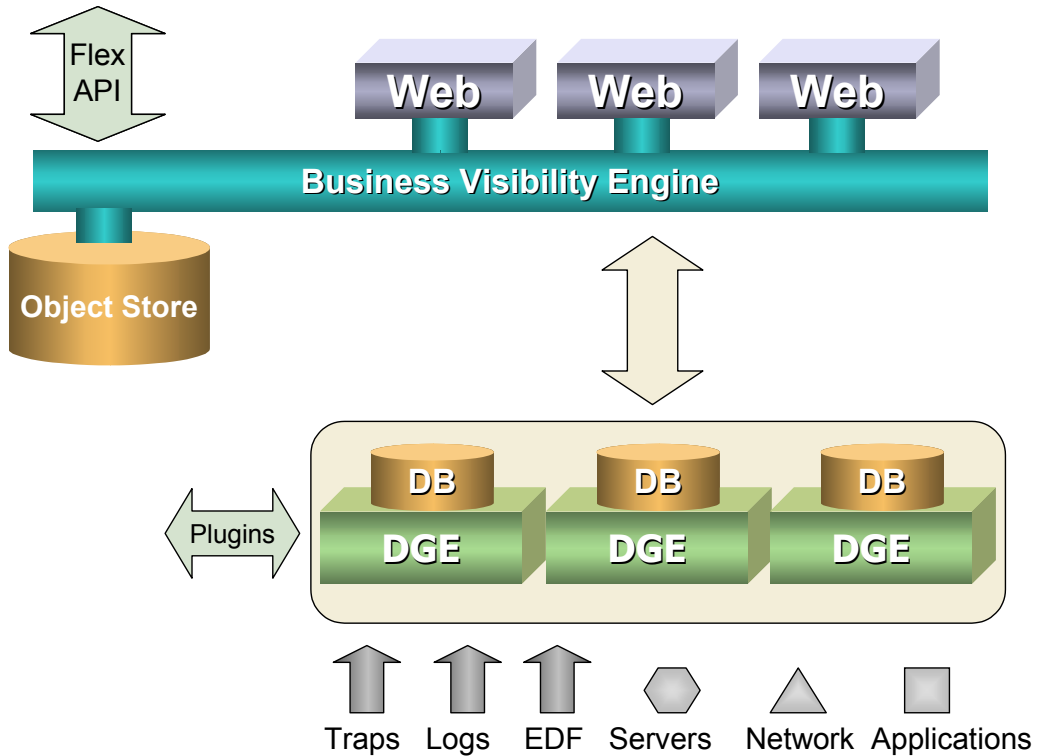 Flex
API
Web
Web
Web
Business Visibility Engine
Object Store
DB
DB
DB
Plugins
DGE
DGE
DGE
Traps
Logs
EDF
Servers
Network
Applications